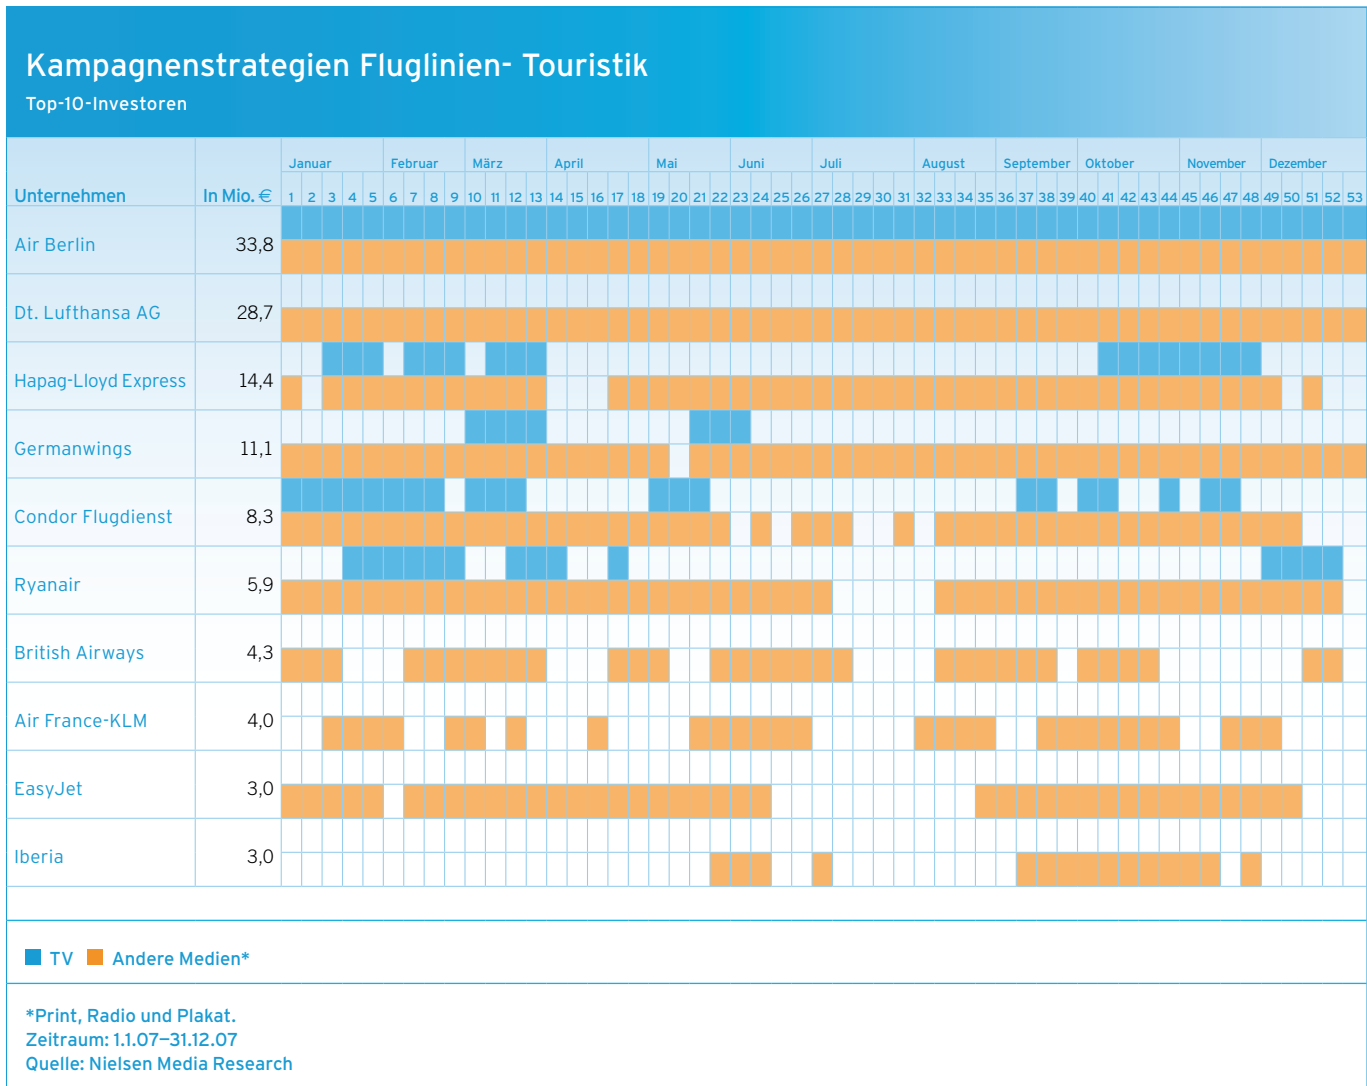 Kampagnenstrategien Fluglinien- Touristik
Top-10-Investoren
Januar Februar März April Mai Juni Juli August September Oktober November Dezember
Unternehmen In Mio. € 1 2 3 4 5 6 7 8 9 10 11 12 13 14 15 16 17 18 19 20 21 22 23 24 25 26 27 28 29 30 31 32 33 34 35 36 37 38 39 40 41 42 43 44 45 46 47 48 49 50 51 52 53
Air Berlin 33,8
Dt. Lufthansa AG 28,7
Hapag-Lloyd Express 14,4
Germanwings 11,1
Condor Flugdienst 8,3
Ryanair 5,9
British Airways 4,3
Air France-KLM 4,0
EasyJet 3,0
Iberia 3,0
TV Andere Medien*
*Print, Radio und Plakat.
Zeitraum: 1.1.07–31.12.07
Quelle: Nielsen Media Research